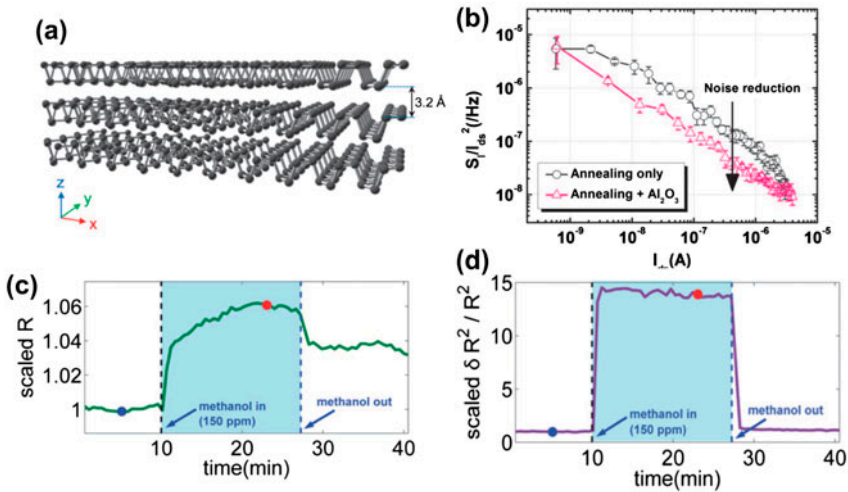 (a)
3.2 Å
z
y
x
(b)
S_I/I_ds^2(/Hz)
10^-5
10^-6
10^-7
10^-8
Noise reduction
Annealing only
Annealing + Al_2O_3
10^-9 10^-8 10^-7 10^-6 10^-5
(A)
(c)
scaled R
1.06
1.04
1.02
1
methanol in
(150 ppm)
methanol out
10 20 30 40
time(min)
(d)
scaled δ R^2 / R^2
15
10
5
0
methanol in
(150 ppm)
methanol out
10 20 30 40
time(min)